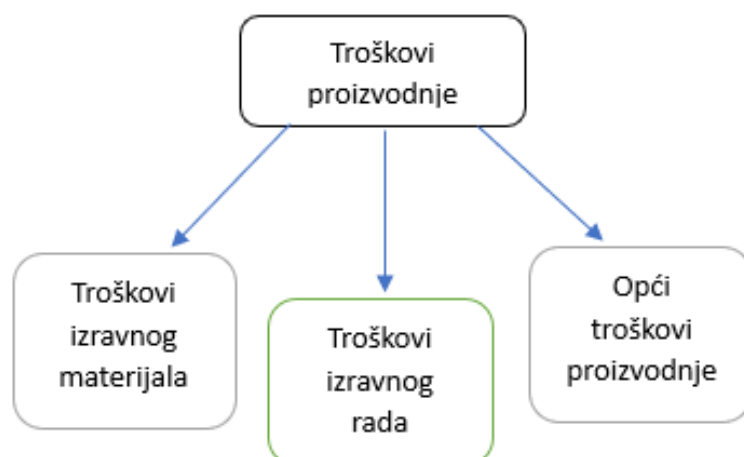 Troškovi
proizvodnje
Troškovi
izravnog
materijala
Troškovi
izravnog
rada
Opći
troškovi
proizvodnje